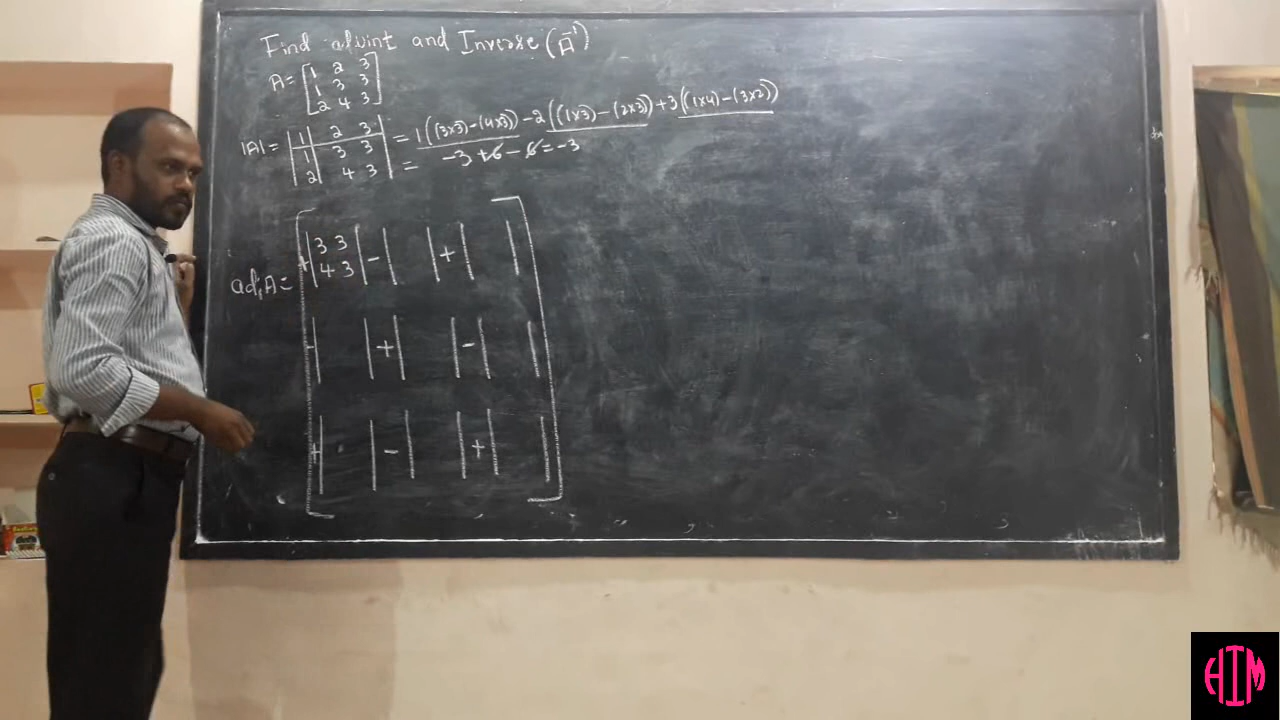 Find adjoint and Inverse (A⁻¹)
A = [1 2 3
1 3 3
2 4 3]
|A| = |1 2 3| = 1((3×3)-(4×3)) -2((1×3)-(2×3)) +3((1×4)-(3×2))
|1 3 3| = -3 +6 - 6 = -3
|2 4 3|
adjA = [+|3 3| -| | +| |
|4 3|
-| | +| | -| |
+| | -| | +| |]
HIM